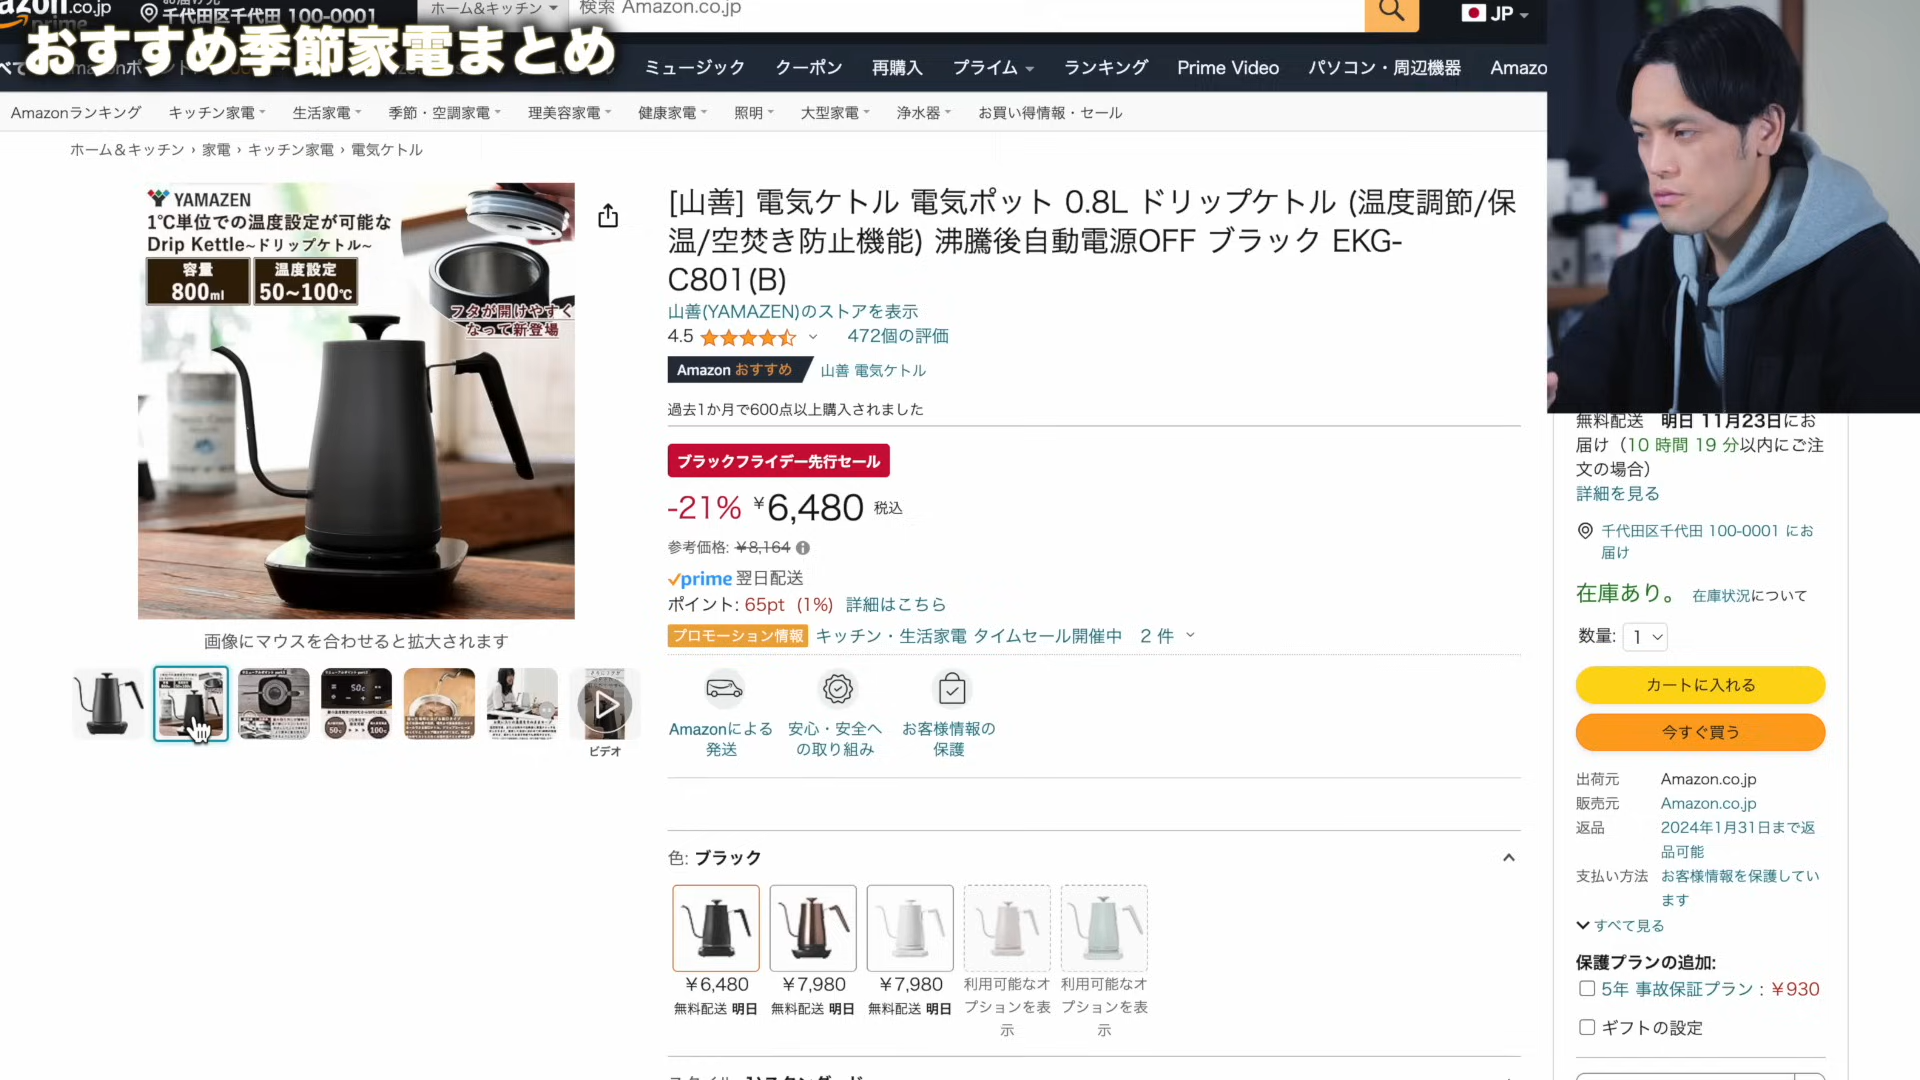 azon.co.jp
prime
千代田区千代田 100-0001
ホーム&キッチン
検索 Amazon.co.jp
JP
おすすめ季節家電まとめ
ミュージック
クーポン
再購入
プライム
ランキング
Prime Video
パソコン・周辺機器
Amazo
Amazonランキング
キッチン家電
生活家電
季節・空調家電
理美容家電
健康家電
照明
大型家電
浄水器
お買い得情報・セール
ホーム&キッチン › 家電 › キッチン家電 › 電気ケトル
YAMAZEN
1℃単位での温度設定が可能な
Drip Kettle~ドリップケトル~
容量
800ml
温度設定
50~100℃
フタが開けやすく
なって新登場
画像にマウスを合わせると拡大されます
ビデオ
[山善] 電気ケトル 電気ポット 0.8L ドリップケトル (温度調節/保
温/空焚き防止機能) 沸騰後自動電源OFF ブラック EKG-
C801(B)
山善(YAMAZEN)のストアを表示
4.5
472個の評価
Amazon おすすめ
山善 電気ケトル
過去1か月で600点以上購入されました
ブラックフライデー先行セール
-21% ¥6,480 税込
参考価格: ¥8,164
prime 翌日配送
ポイント: 65pt (1%) 詳細はこちら
プロモーション情報 キッチン・生活家電 タイムセール開催中 2 件
Amazonによる
発送
安心・安全へ
の取り組み
お客様情報の
保護
色: ブラック
¥6,480
無料配送 明日
¥7,980
無料配送 明日
¥7,980
無料配送 明日
利用可能なオ
プションを表
示
利用可能なオ
プションを表
示
無料配送 明日 11月23日にお
届け（10 時間 19 分以内にご注
文の場合）
詳細を見る
千代田区千代田 100-0001 にお
届け
在庫あり。 在庫状況について
数量: 1
カートに入れる
今すぐ買う
出荷元 Amazon.co.jp
販売元 Amazon.co.jp
返品 2024年1月31日まで返
品可能
支払い方法 お客様情報を保護してい
ます
すべて見る
保護プランの追加:
5年 事故保証プラン : ¥930
ギフトの設定